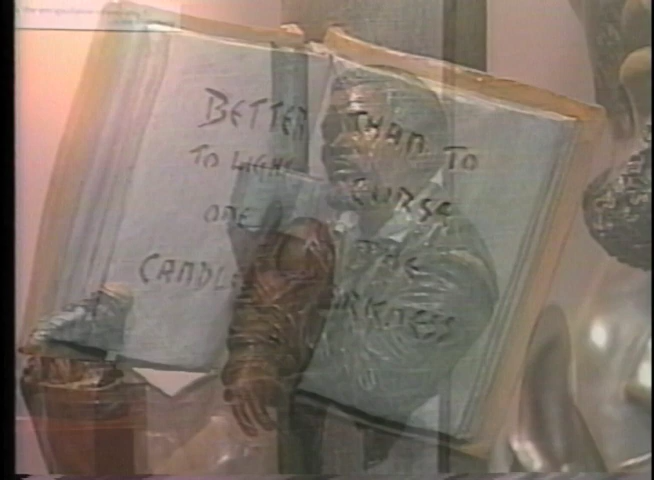 BETTER
TO LIGHT
ONE
CANDLE
THAN TO
CURSE
THE
DARKNESS